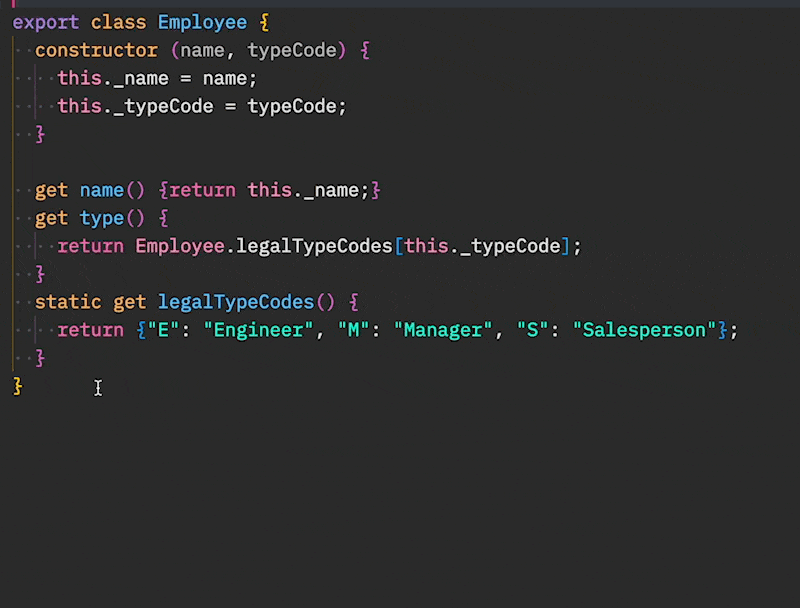 export class Employee {
constructor (name, typeCode) {
this._name = name;
this._typeCode = typeCode;
}
get name() {return this._name;}
get type() {
return Employee.legalTypeCodes[this._typeCode];
}
static get legalTypeCodes() {
return {"E": "Engineer", "M": "Manager", "S": "Salesperson"};
}
}